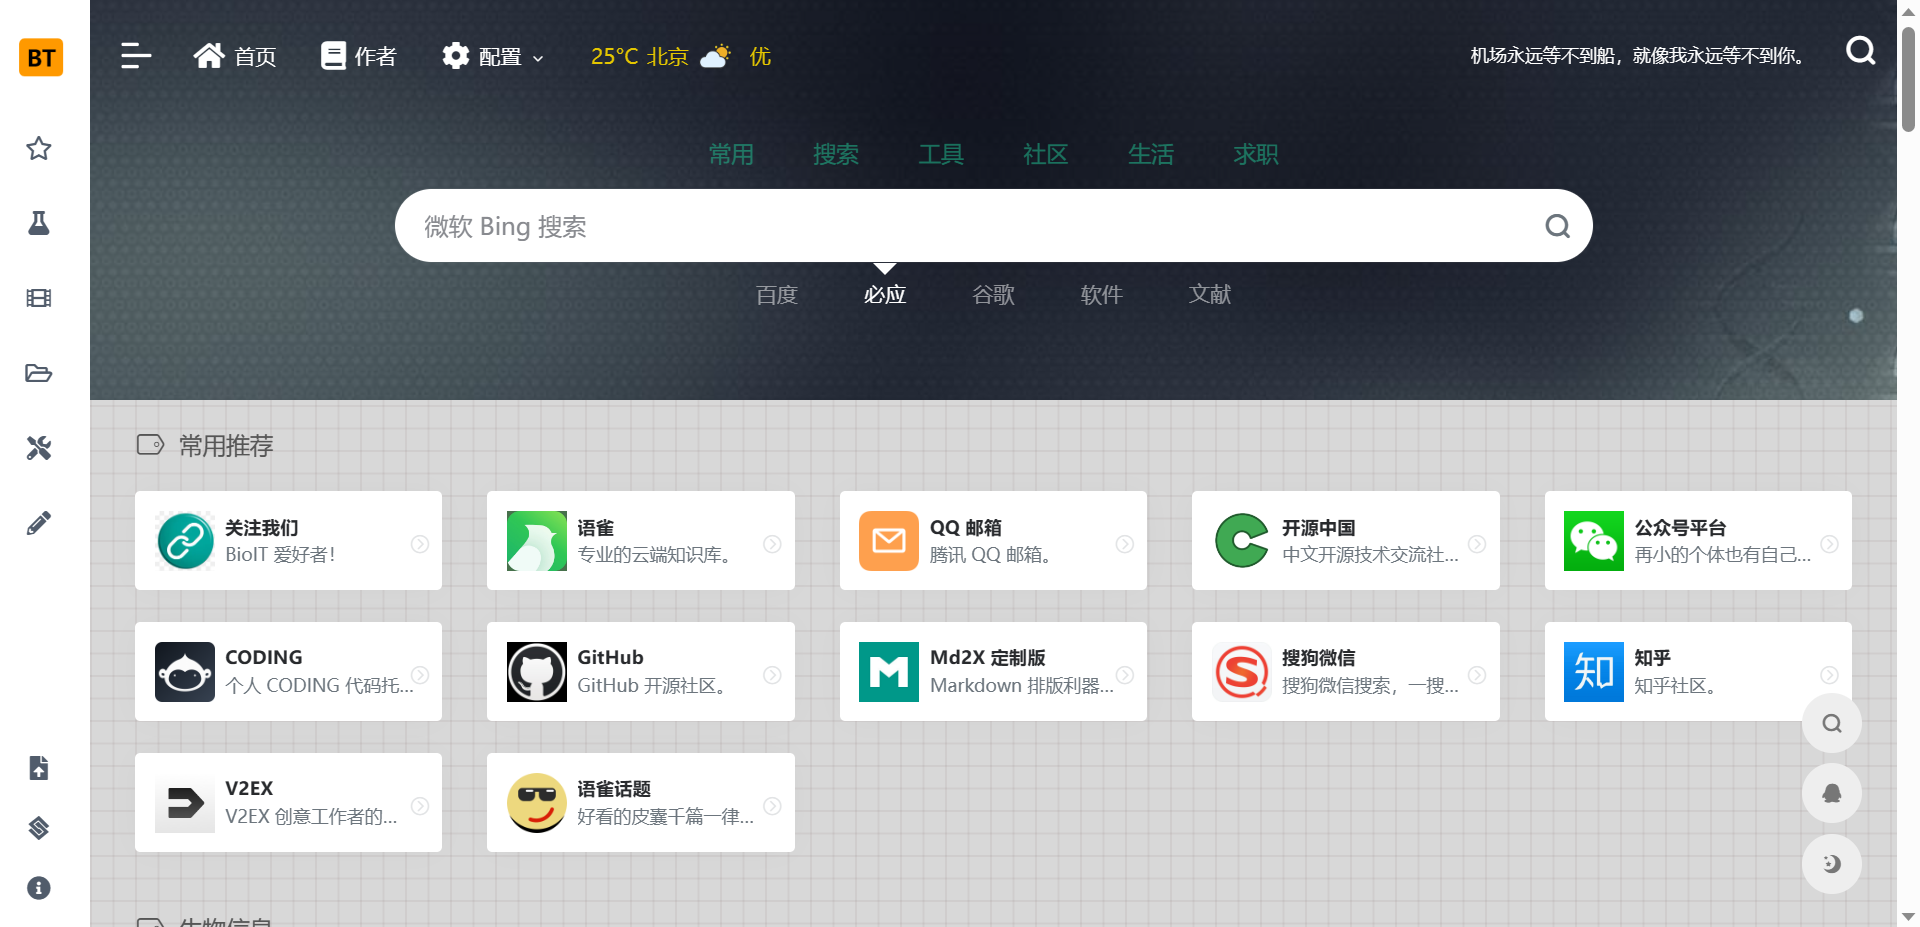 BT
首页
作者
配置
25°C 北京 优
机场永远等不到船，就像我永远等不到你。
常用 搜索 工具 社区 生活 求职
微软 Bing 搜索
百度 必应 谷歌 软件 文献
常用推荐
关注我们
BioIT 爱好者！
语雀
专业的云端知识库。
QQ 邮箱
腾讯 QQ 邮箱。
开源中国
中文开源技术交流社...
公众号平台
再小的个体也有自己...
CODING
个人 CODING 代码托...
GitHub
GitHub 开源社区。
Md2X 定制版
Markdown 排版利器...
搜狗微信
搜狗微信搜索，一搜...
知
知乎
知乎社区。
V2EX
V2EX 创意工作者的...
语雀话题
好看的皮囊千篇一律...
生物信息